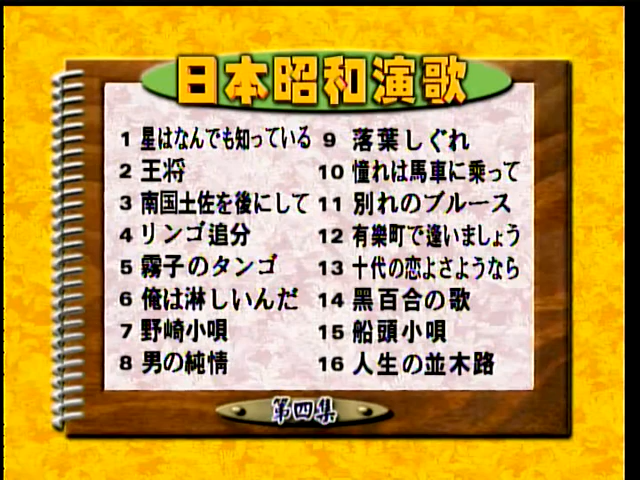 日本昭和演歌
1 星はなんでも知っている
2 王将
3 南国土佐を後にして
4 リンゴ追分
5 霧子のタンゴ
6 俺は淋しいんだ
7 野崎小唄
8 男の純情
9 落葉しぐれ
10 憧れは馬車に乗って
11 別れのブルース
12 有樂町で逢いましょう
13 十代の恋よさようなら
14 黑百合の歌
15 船頭小唄
16 人生の並木路
第四集